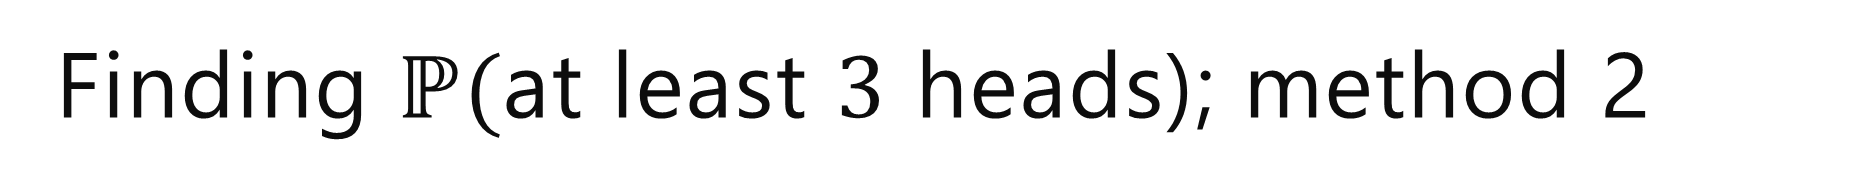 Finding ℙ(at least 3 heads); method 2